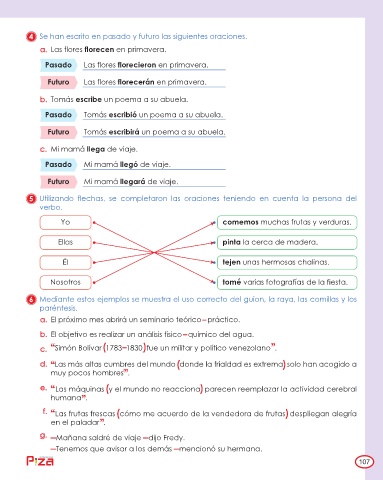 4 Se han escrito en pasado y futuro las siguientes oraciones.
a. Las flores florecen en primavera.
Pasado Las flores florecieron en primavera.
Futuro Las flores florecerán en primavera.
b. Tomás escribe un poema a su abuela.
Pasado Tomás escribió un poema a su abuela.
Futuro Tomás escribirá un poema a su abuela.
c. Mi mamá llega de viaje.
Pasado Mi mamá llegó de viaje.
Futuro Mi mamá llegará de viaje.
5 Utilizando flechas, se completaron las oraciones teniendo en cuenta la persona del
verbo.
Yo comemos muchas frutas y verduras.
Ellos pinta la cerca de madera.
Él tejen unas hermosas chalinas.
Nosotros tomé varias fotografías de la fiesta.
6 Mediante estos ejemplos se muestra el uso correcto del guion, la raya, las comillas y los
paréntesis.
a. El próximo mes abrirá un seminario teórico–práctico.
b. El objetivo es realizar un análisis físico–químico del agua.
c. “Simón Bolívar (1783–1830) fue un militar y político venezolano”.
d. “Las más altas cumbres del mundo (donde la frialdad es extrema) solo han acogido a
muy pocos hombres”.
e. “Las máquinas (y el mundo no reacciona) parecen reemplazar la actividad cerebral
humana”.
f. “Las frutas frescas (cómo me acuerdo de la vendedora de frutas) despliegan alegría
en el paladar”.
g. —Mañana saldré de viaje —dijo Fredy.
—Tenemos que avisar a los demás —mencionó su hermana.
Piza 107